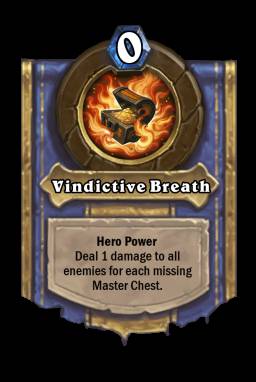 0
Vindictive Breath
Hero Power
Deal 1 damage to all
enemies for each missing
Master Chest.